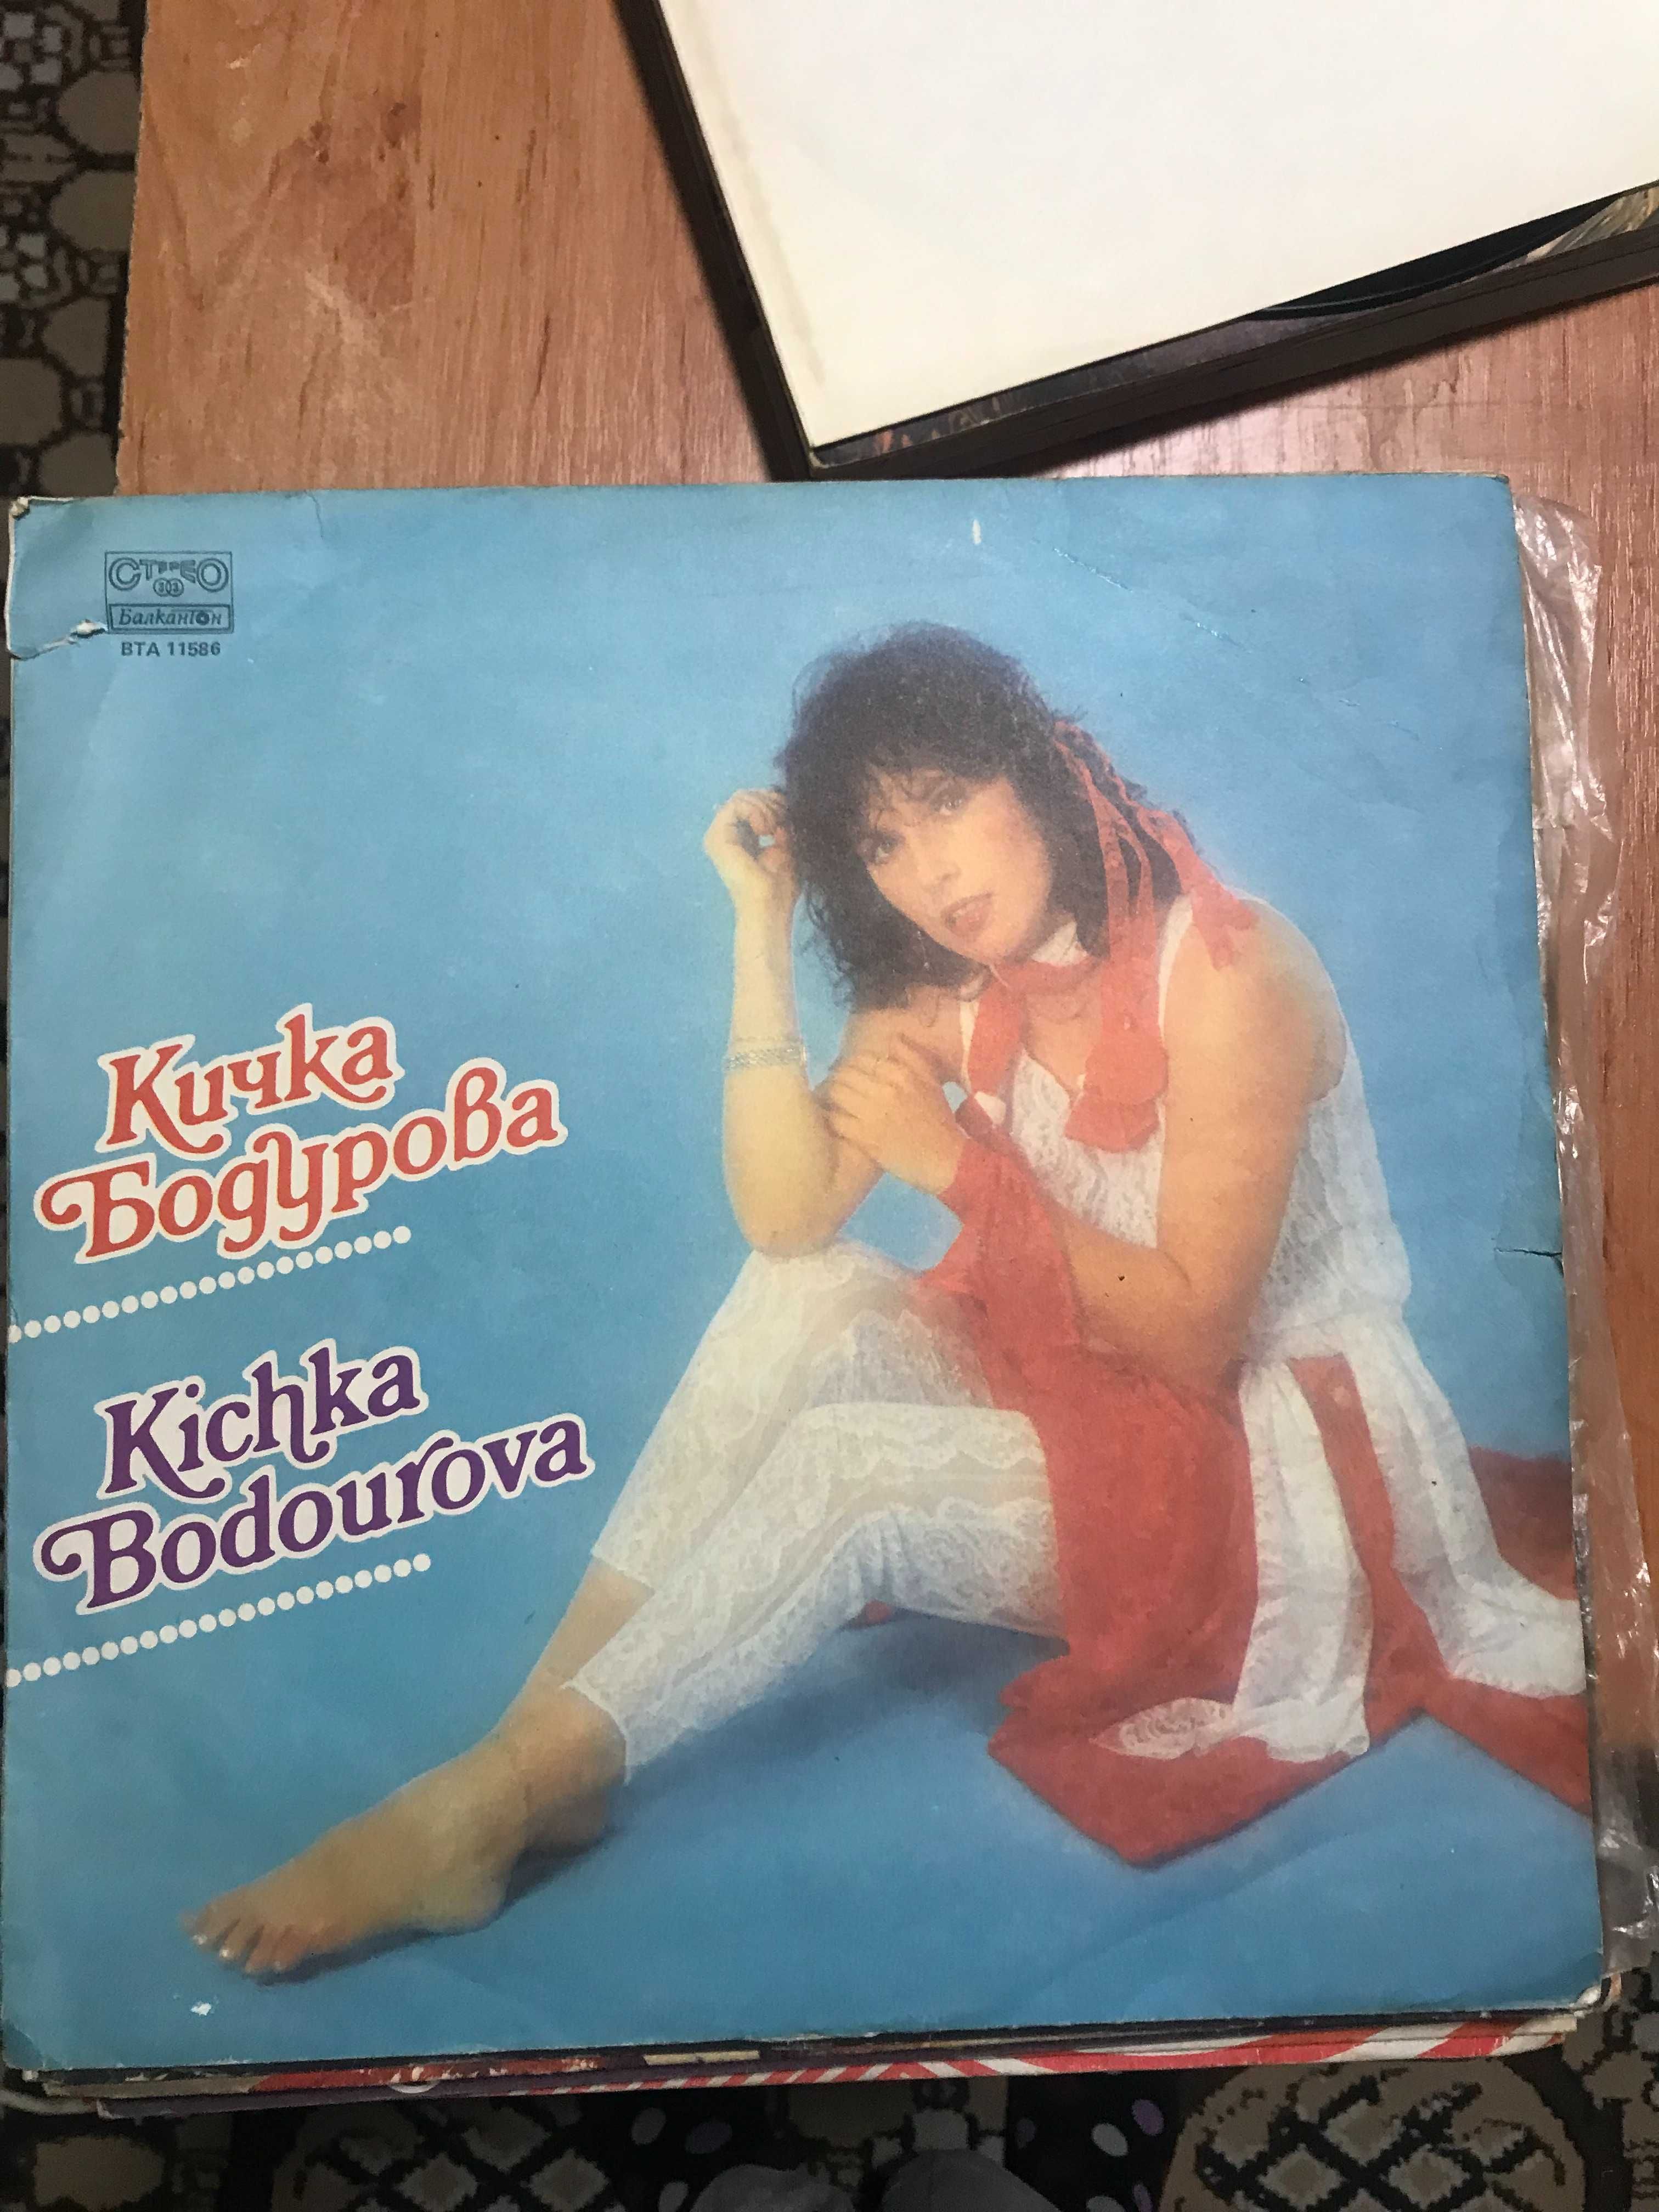 СТЕРЕО
Балкантон
ВТА 11586
Кичка
Бодурова
Kichka
Bodourova